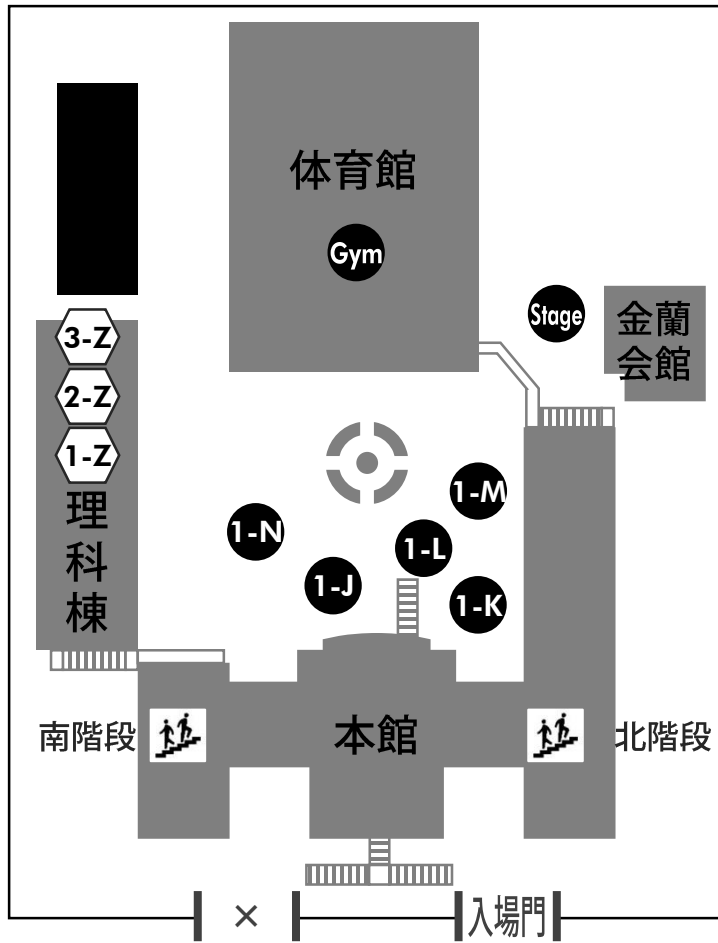 体育館
Gym
Stage
金蘭
会館
3-Z
2-Z
1-Z
理
科
棟
1-M
1-N
1-L
1-J
1-K
南階段
本館
北階段
×
入場門